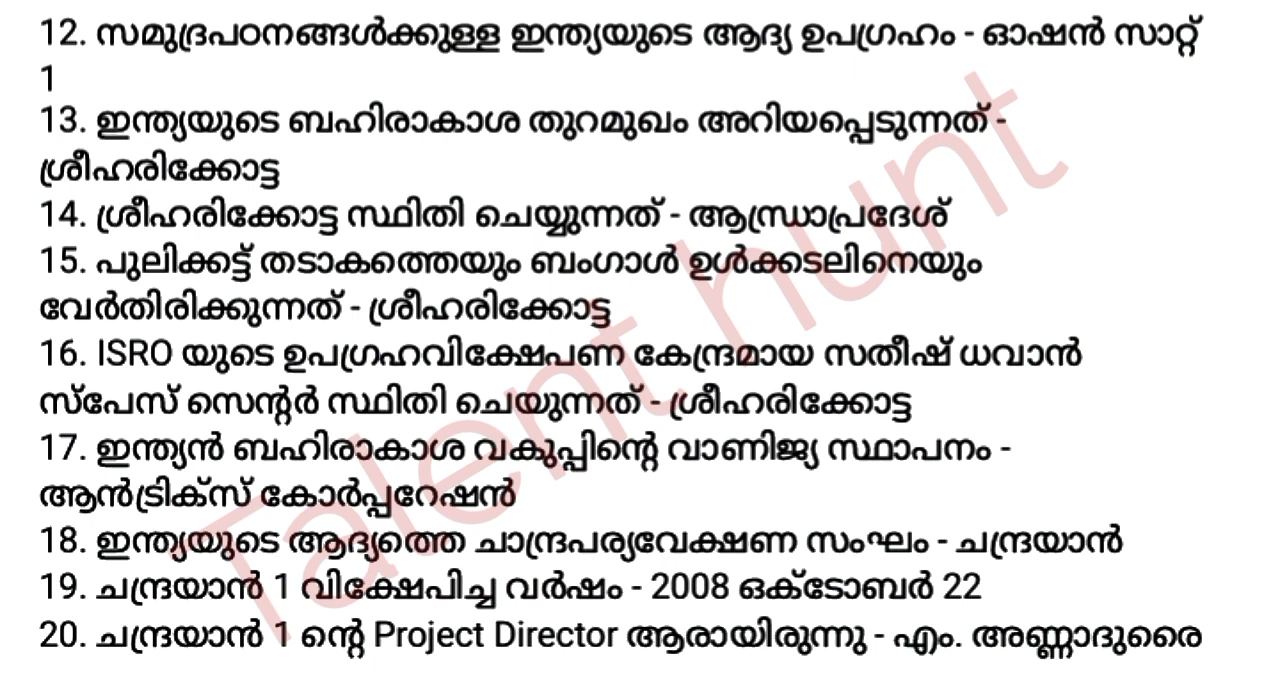 12. സമുദ്രപഠനങ്ങൾക്കുള്ള ഇന്ത്യയുടെ ആദ്യ ഉപഗ്രഹം - ഓഷൻ സാറ്റ്
1
13. ഇന്ത്യയുടെ ബഹിരാകാശ തുറമുഖം അറിയപ്പെടുന്നത് -
ശ്രീഹരിക്കോട്ട
14. ശ്രീഹരിക്കോട്ട സ്ഥിതി ചെയ്യുന്നത് - ആന്ധ്രാപ്രദേശ്
15. പുലിക്കട്ട് തടാകത്തെയും ബംഗാൾ ഉൾക്കടലിനെയും
വേർതിരിക്കുന്നത് - ശ്രീഹരിക്കോട്ട
16. ISRO യുടെ ഉപഗ്രഹവിക്ഷേപണ കേന്ദ്രമായ സതീഷ് ധവാൻ
സ്പേസ് സെന്റർ സ്ഥിതി ചെയുന്നത് - ശ്രീഹരിക്കോട്ട
17. ഇന്ത്യൻ ബഹിരാകാശ വകുപ്പിന്റെ വാണിജ്യ സ്ഥാപനം -
ആൻട്രിക്സ് കോർപ്പറേഷൻ
18. ഇന്ത്യയുടെ ആദ്യത്തെ ചാന്ദ്രപര്യവേക്ഷണ സംഘം - ചന്ദ്രയാൻ
19. ചന്ദ്രയാൻ 1 വിക്ഷേപിച്ച വർഷം - 2008 ഒക്ടോബർ 22
20. ചന്ദ്രയാൻ 1 ന്റെ Project Director ആരായിരുന്നു - എം. അണ്ണാദുരൈ
Talent hunt